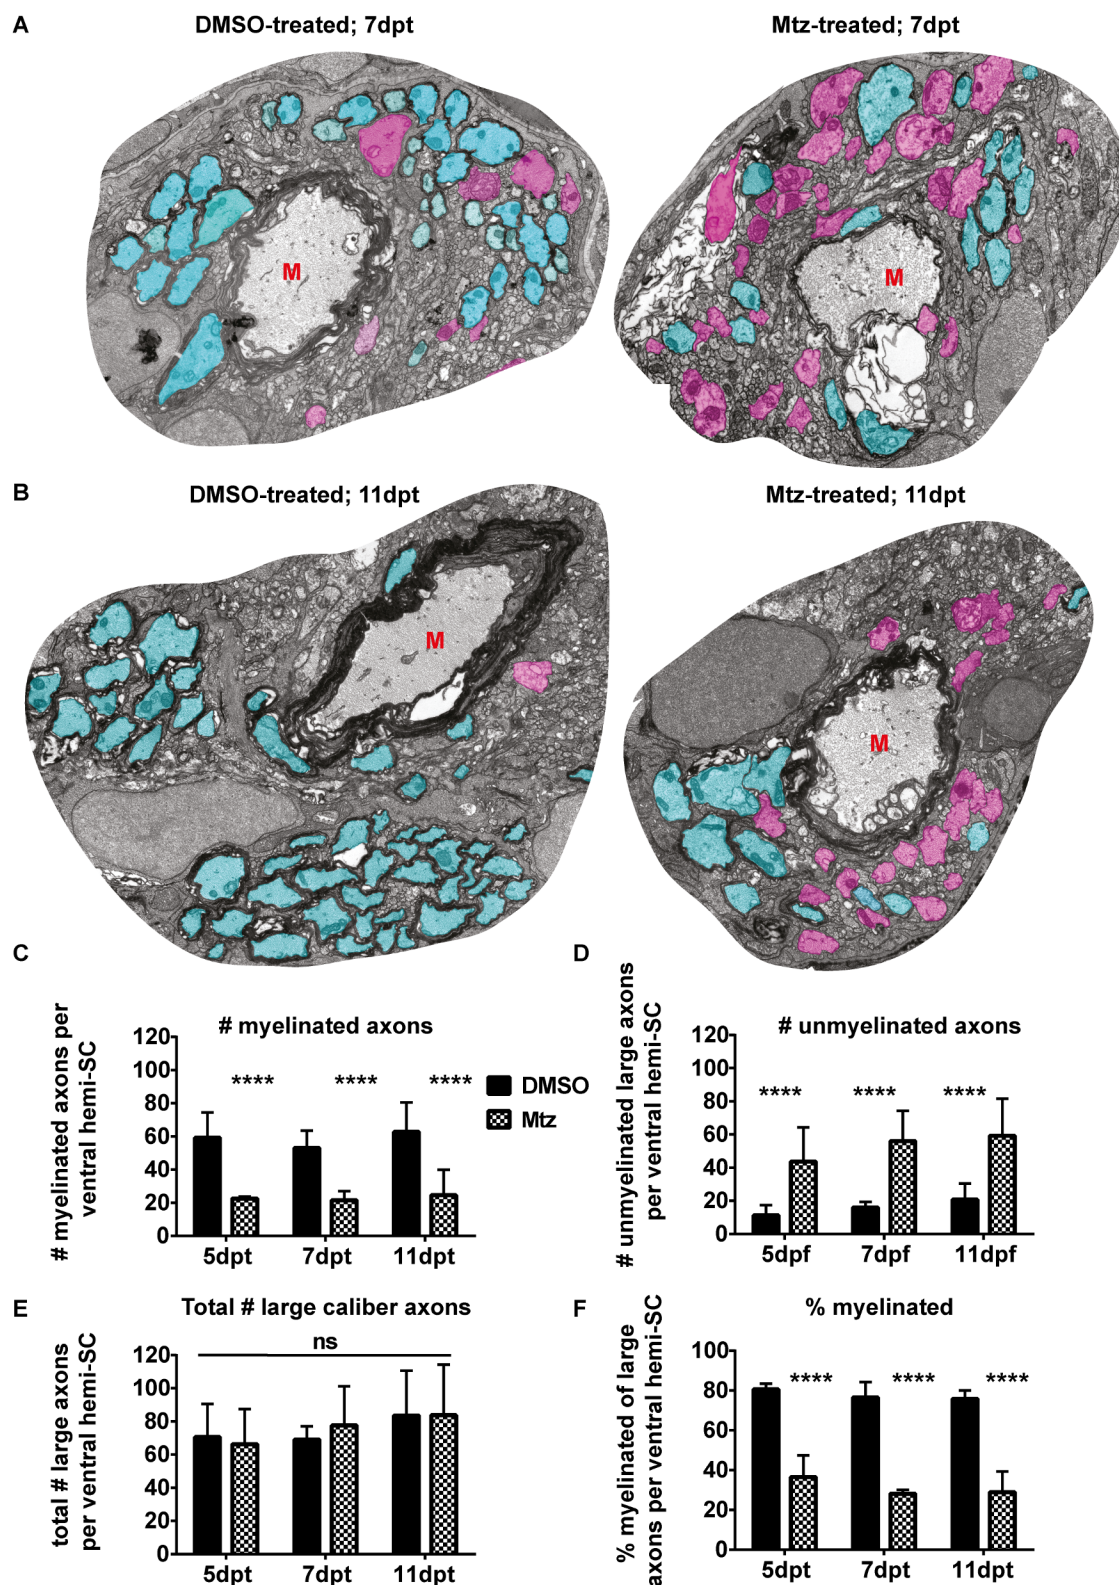 A
DMSO-treated; 7dpt
Mtz-treated; 7dpt
M
M
B
DMSO-treated; 11dpt
Mtz-treated; 11dpt
M
M
C
# myelinated axons
# myelinated axons per
ventral hemi-SC
120
100
80
60
40
20
0
****
****
****
DMSO
Mtz
5dpt
7dpt
11dpt
D
# unmyelinated axons
# unmyelinated large axons
per ventral hemi-SC
120
100
80
60
40
20
0
****
****
****
5dpf
7dpf
11dpf
E
Total # large caliber axons
total # large axons
per ventral hemi-SC
120
100
80
60
40
20
0
ns
5dpt
7dpt
11dpt
F
% myelinated
% myelinated of large
axons per ventral hemi-SC
100
80
60
40
20
0
****
****
****
5dpt
7dpt
11dpt